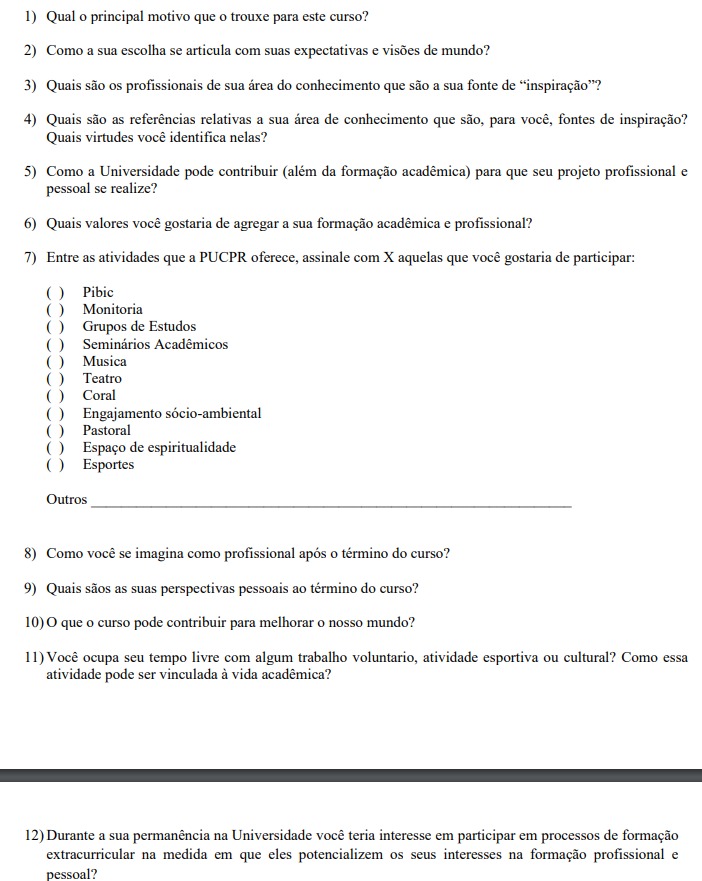 1) Qual o principal motivo que o trouxe para este curso?
2) Como a sua escolha se articula com suas expectativas e visões de mundo?
3) Quais são os profissionais de sua área do conhecimento que são a sua fonte de “inspiração”?
4) Quais são as referências relativas a sua área de conhecimento que são, para você, fontes de inspiração?
Quais virtudes você identifica nelas?
5) Como a Universidade pode contribuir (além da formação acadêmica) para que seu projeto profissional e
pessoal se realize?
6) Quais valores você gostaria de agregar a sua formação acadêmica e profissional?
7) Entre as atividades que a PUCPR oferece, assinale com X aquelas que você gostaria de participar:
( ) Pibic
( ) Monitoria
( ) Grupos de Estudos
( ) Seminários Acadêmicos
( ) Musica
( ) Teatro
( ) Coral
( ) Engajamento sócio-ambiental
( ) Pastoral
( ) Espaço de espiritualidade
( ) Esportes
Outros ______________________________________________
8) Como você se imagina como profissional após o término do curso?
9) Quais sãos as suas perspectivas pessoais ao término do curso?
10) O que o curso pode contribuir para melhorar o nosso mundo?
11) Você ocupa seu tempo livre com algum trabalho voluntario, atividade esportiva ou cultural? Como essa
atividade pode ser vinculada à vida acadêmica?
12) Durante a sua permanência na Universidade você teria interesse em participar em processos de formação
extracurricular na medida em que eles potencializem os seus interesses na formação profissional e
pessoal?